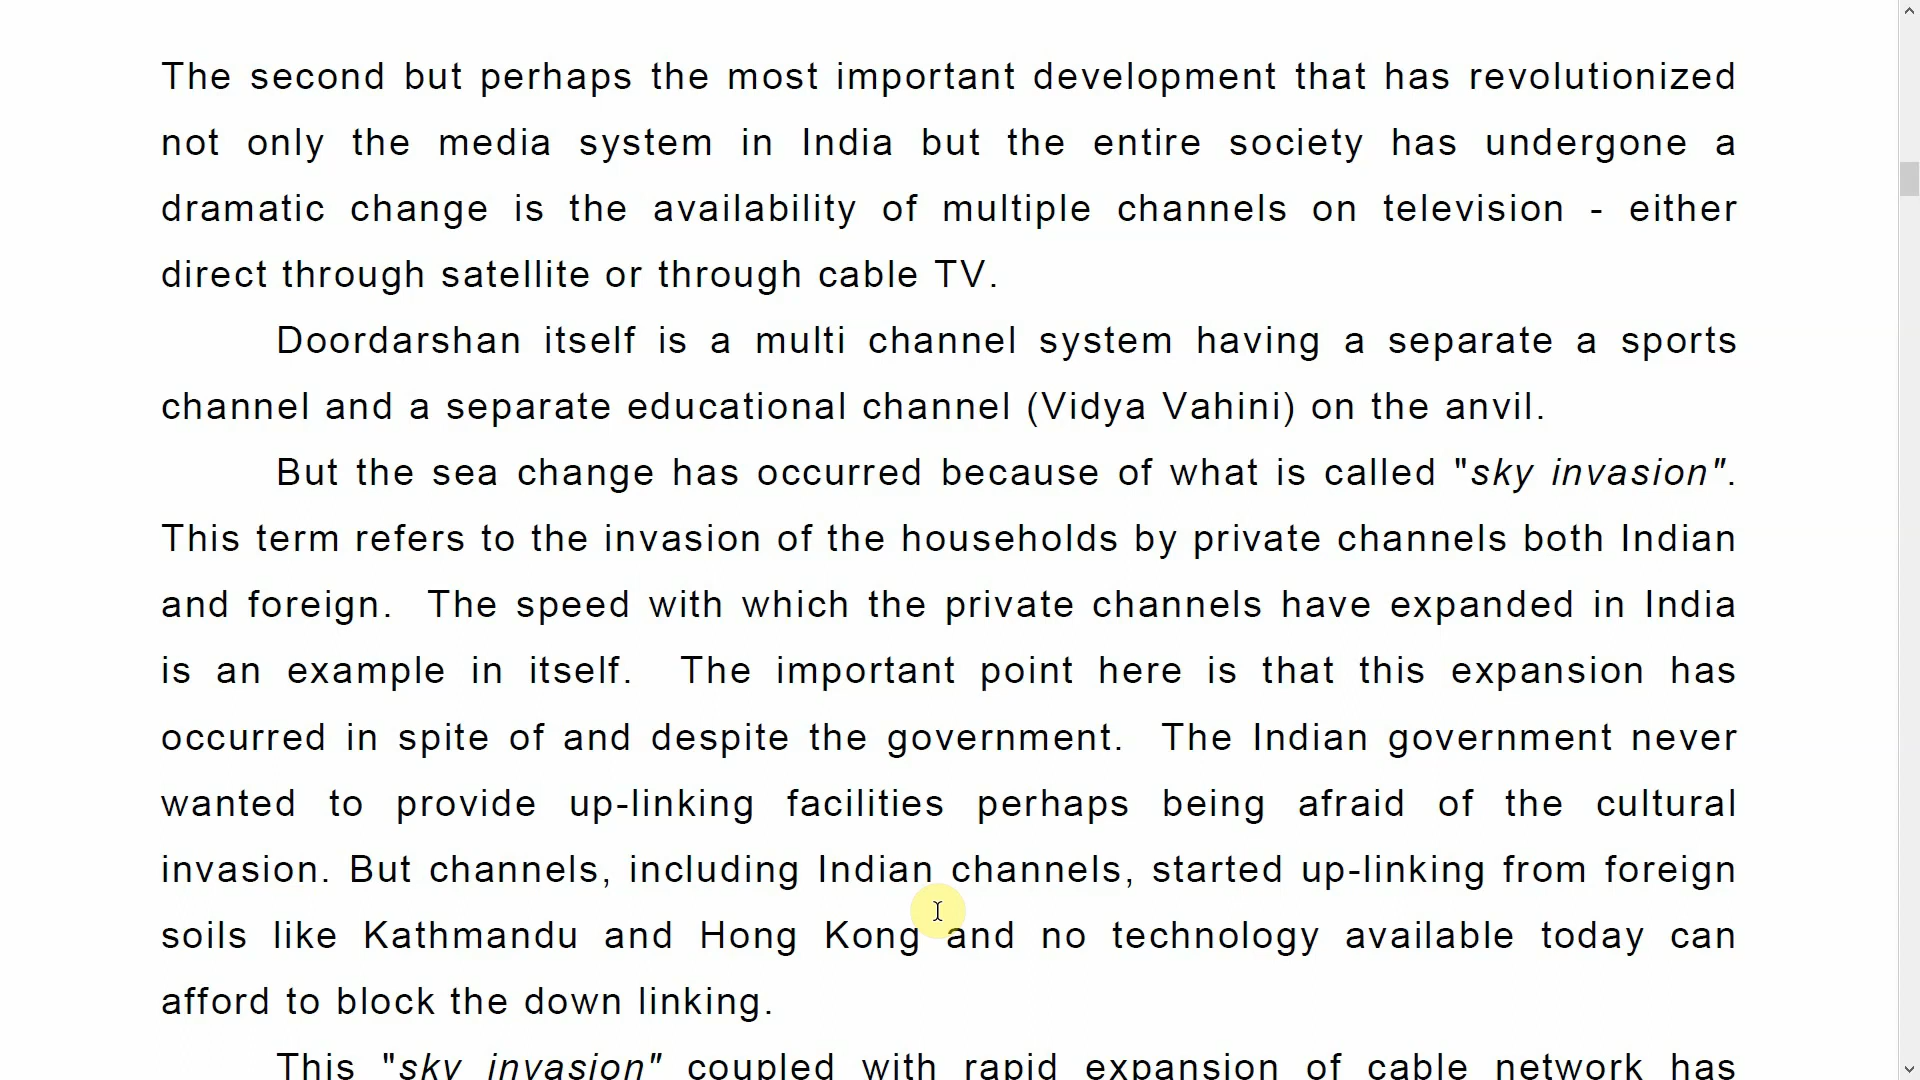 The second but perhaps the most important development that has revolutionized
not only the media system in India but the entire society has undergone a
dramatic change is the availability of multiple channels on television - either
direct through satellite or through cable TV.
Doordarshan itself is a multi channel system having a separate a sports
channel and a separate educational channel (Vidya Vahini) on the anvil.
But the sea change has occurred because of what is called "sky invasion".
This term refers to the invasion of the households by private channels both Indian
and foreign.  The speed with which the private channels have expanded in India
is an example in itself.  The important point here is that this expansion has
occurred in spite of and despite the government.  The Indian government never
wanted to provide up-linking facilities perhaps being afraid of the cultural
invasion. But channels, including Indian channels, started up-linking from foreign
soils like Kathmandu and Hong Kong and no technology available today can
afford to block the down linking.
This "sky invasion" coupled with rapid expansion of cable network has